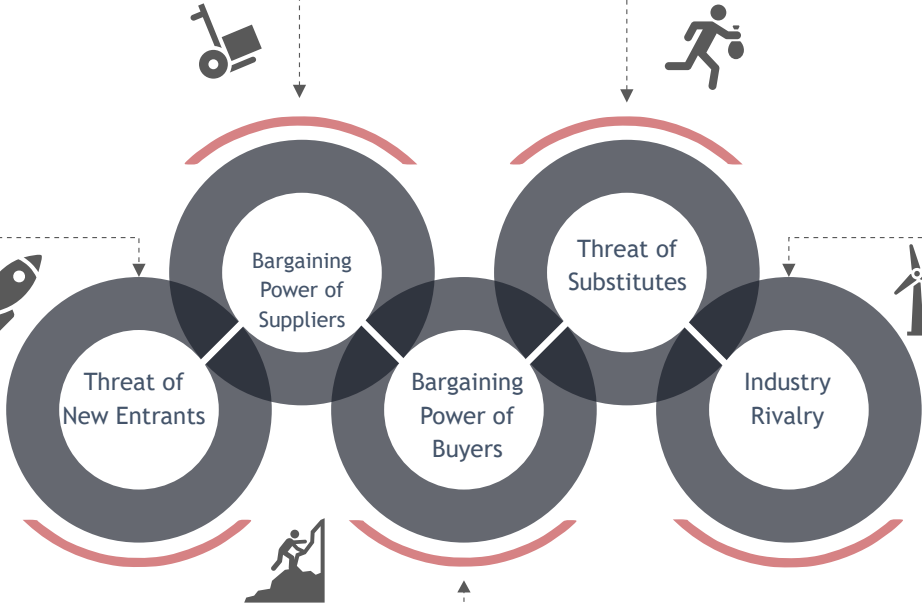 Threat of
New Entrants
Bargaining
Power of
Suppliers
Bargaining
Power of
Buyers
Threat of
Substitutes
Industry
Rivalry